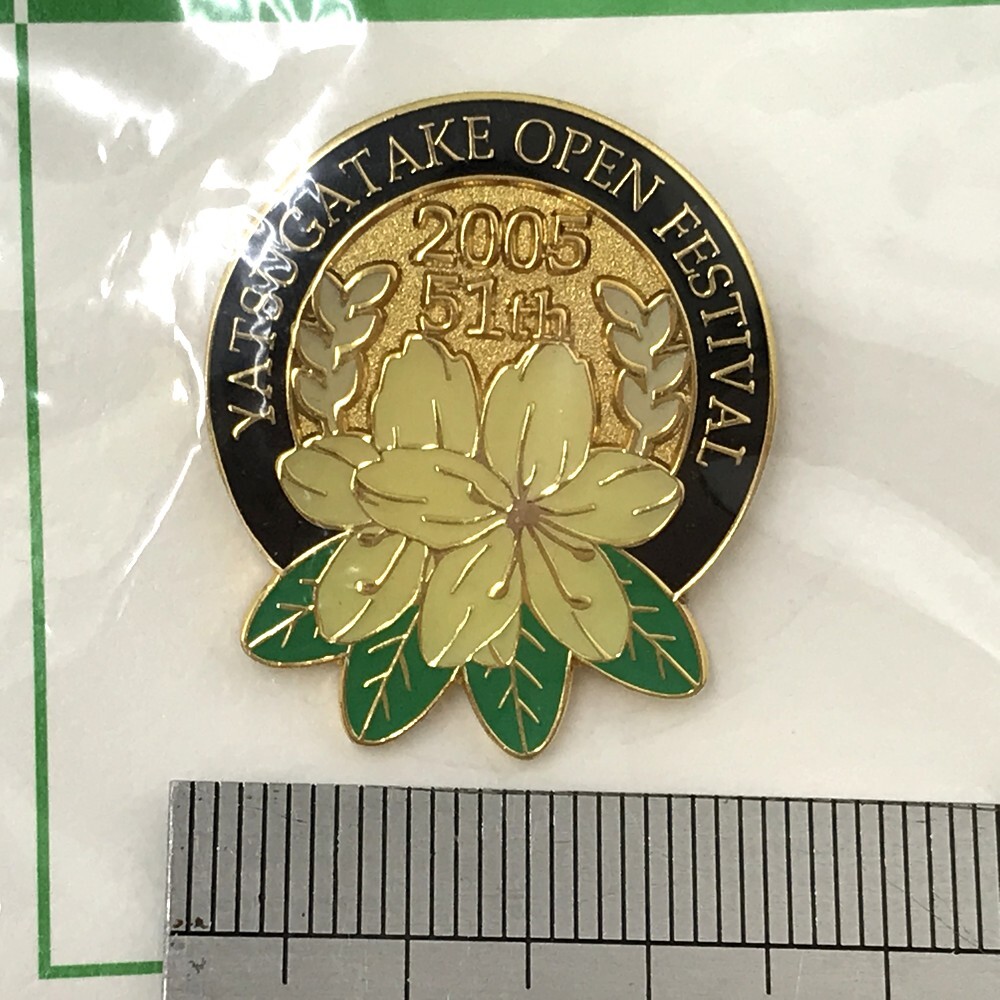 YATSUGATAKE OPEN FESTIVAL
2005
51th